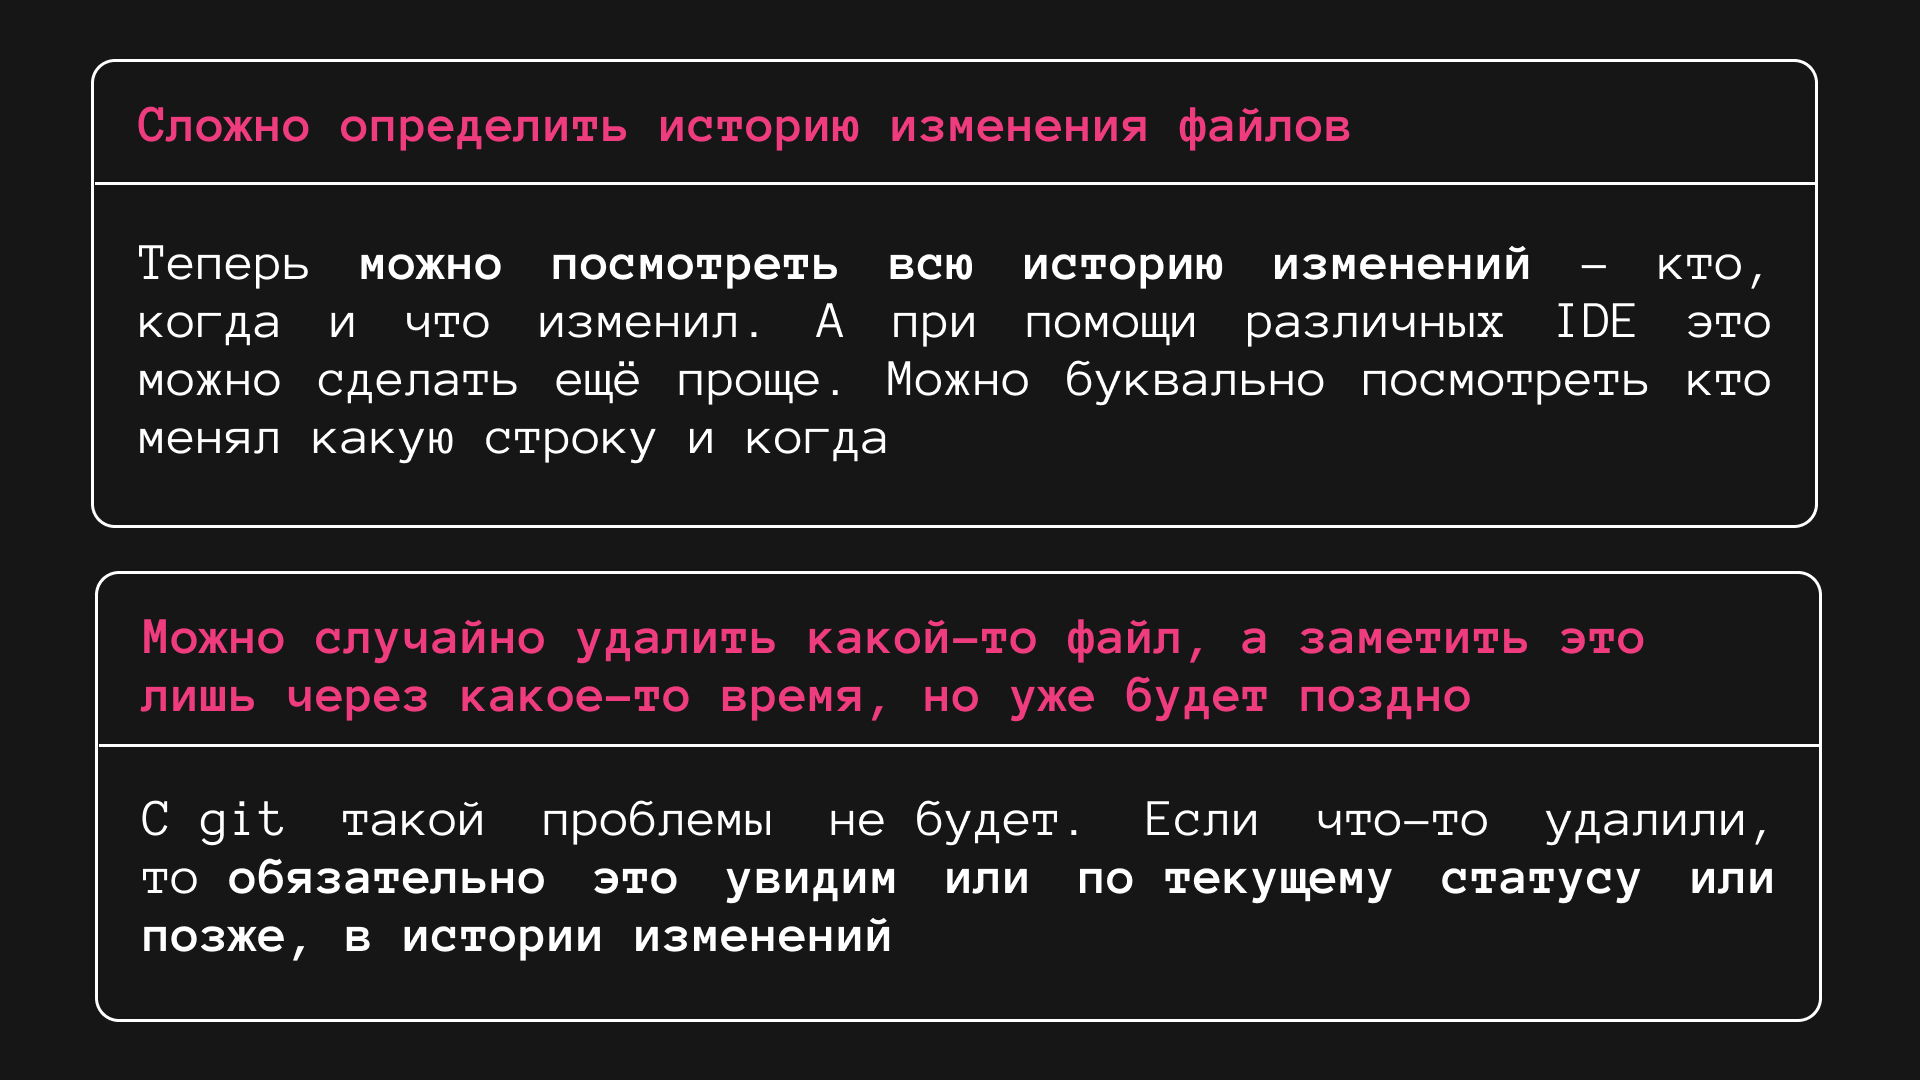 Сложно определить историю изменения файлов
Теперь можно посмотреть всю историю изменений – кто,
когда и что изменил. А при помощи различных IDE это
можно сделать ещё проще. Можно буквально посмотреть кто
менял какую строку и когда
Можно случайно удалить какой-то файл, а заметить это
лишь через какое-то время, но уже будет поздно
С git такой проблемы не будет. Если что-то удалили,
то обязательно это увидим или по текущему статусу или
позже, в истории изменений